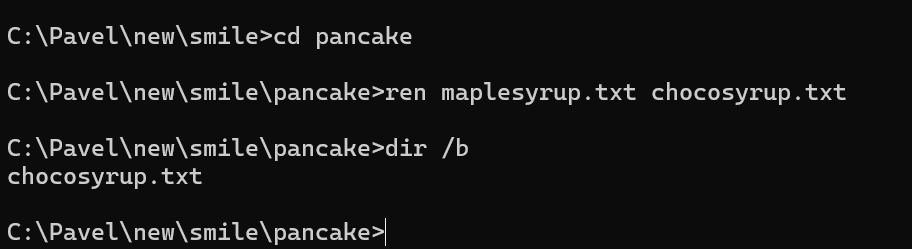 C:\Pavel\new\smile>cd pancake
C:\Pavel\new\smile\pancake>ren maplesyrup.txt chocosyrup.txt
C:\Pavel\new\smile\pancake>dir /b
chocosyrup.txt
C:\Pavel\new\smile\pancake>